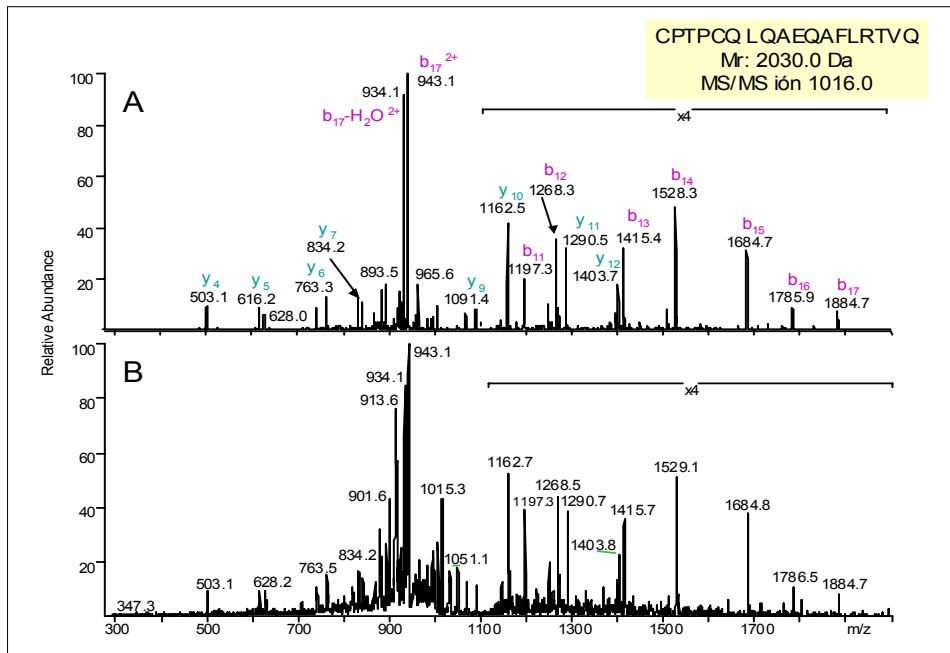 CPTPCQLQAEQAFLRTVQ
Mr: 2030.0 Da
MS/MS ión 1016.0
A
b17 2+
943.1
934.1
b17-H2O 2+
x4
y10
1162.5
b12
1268.3
y11
1290.5
y12
1403.7
b13
1415.4
b14
1528.3
b15
1684.7
b11
1197.3
b16
1785.9
b17
1884.7
y4
503.1
y5
616.2
628.0
y6
763.3
y7
834.2
893.5
965.6
y9
1091.4
100
80
60
40
20
Relative Abundance
B
943.1
934.1
913.6
x4
901.6
1015.3
834.2
763.5
1051.1
503.1
628.2
347.3
1162.7
1197.3
1268.5
1290.7
1403.8
1415.7
1529.1
1684.8
1786.5
1884.7
100
80
60
40
20
300 500 700 900 1100 1300 1500 1700 m/z